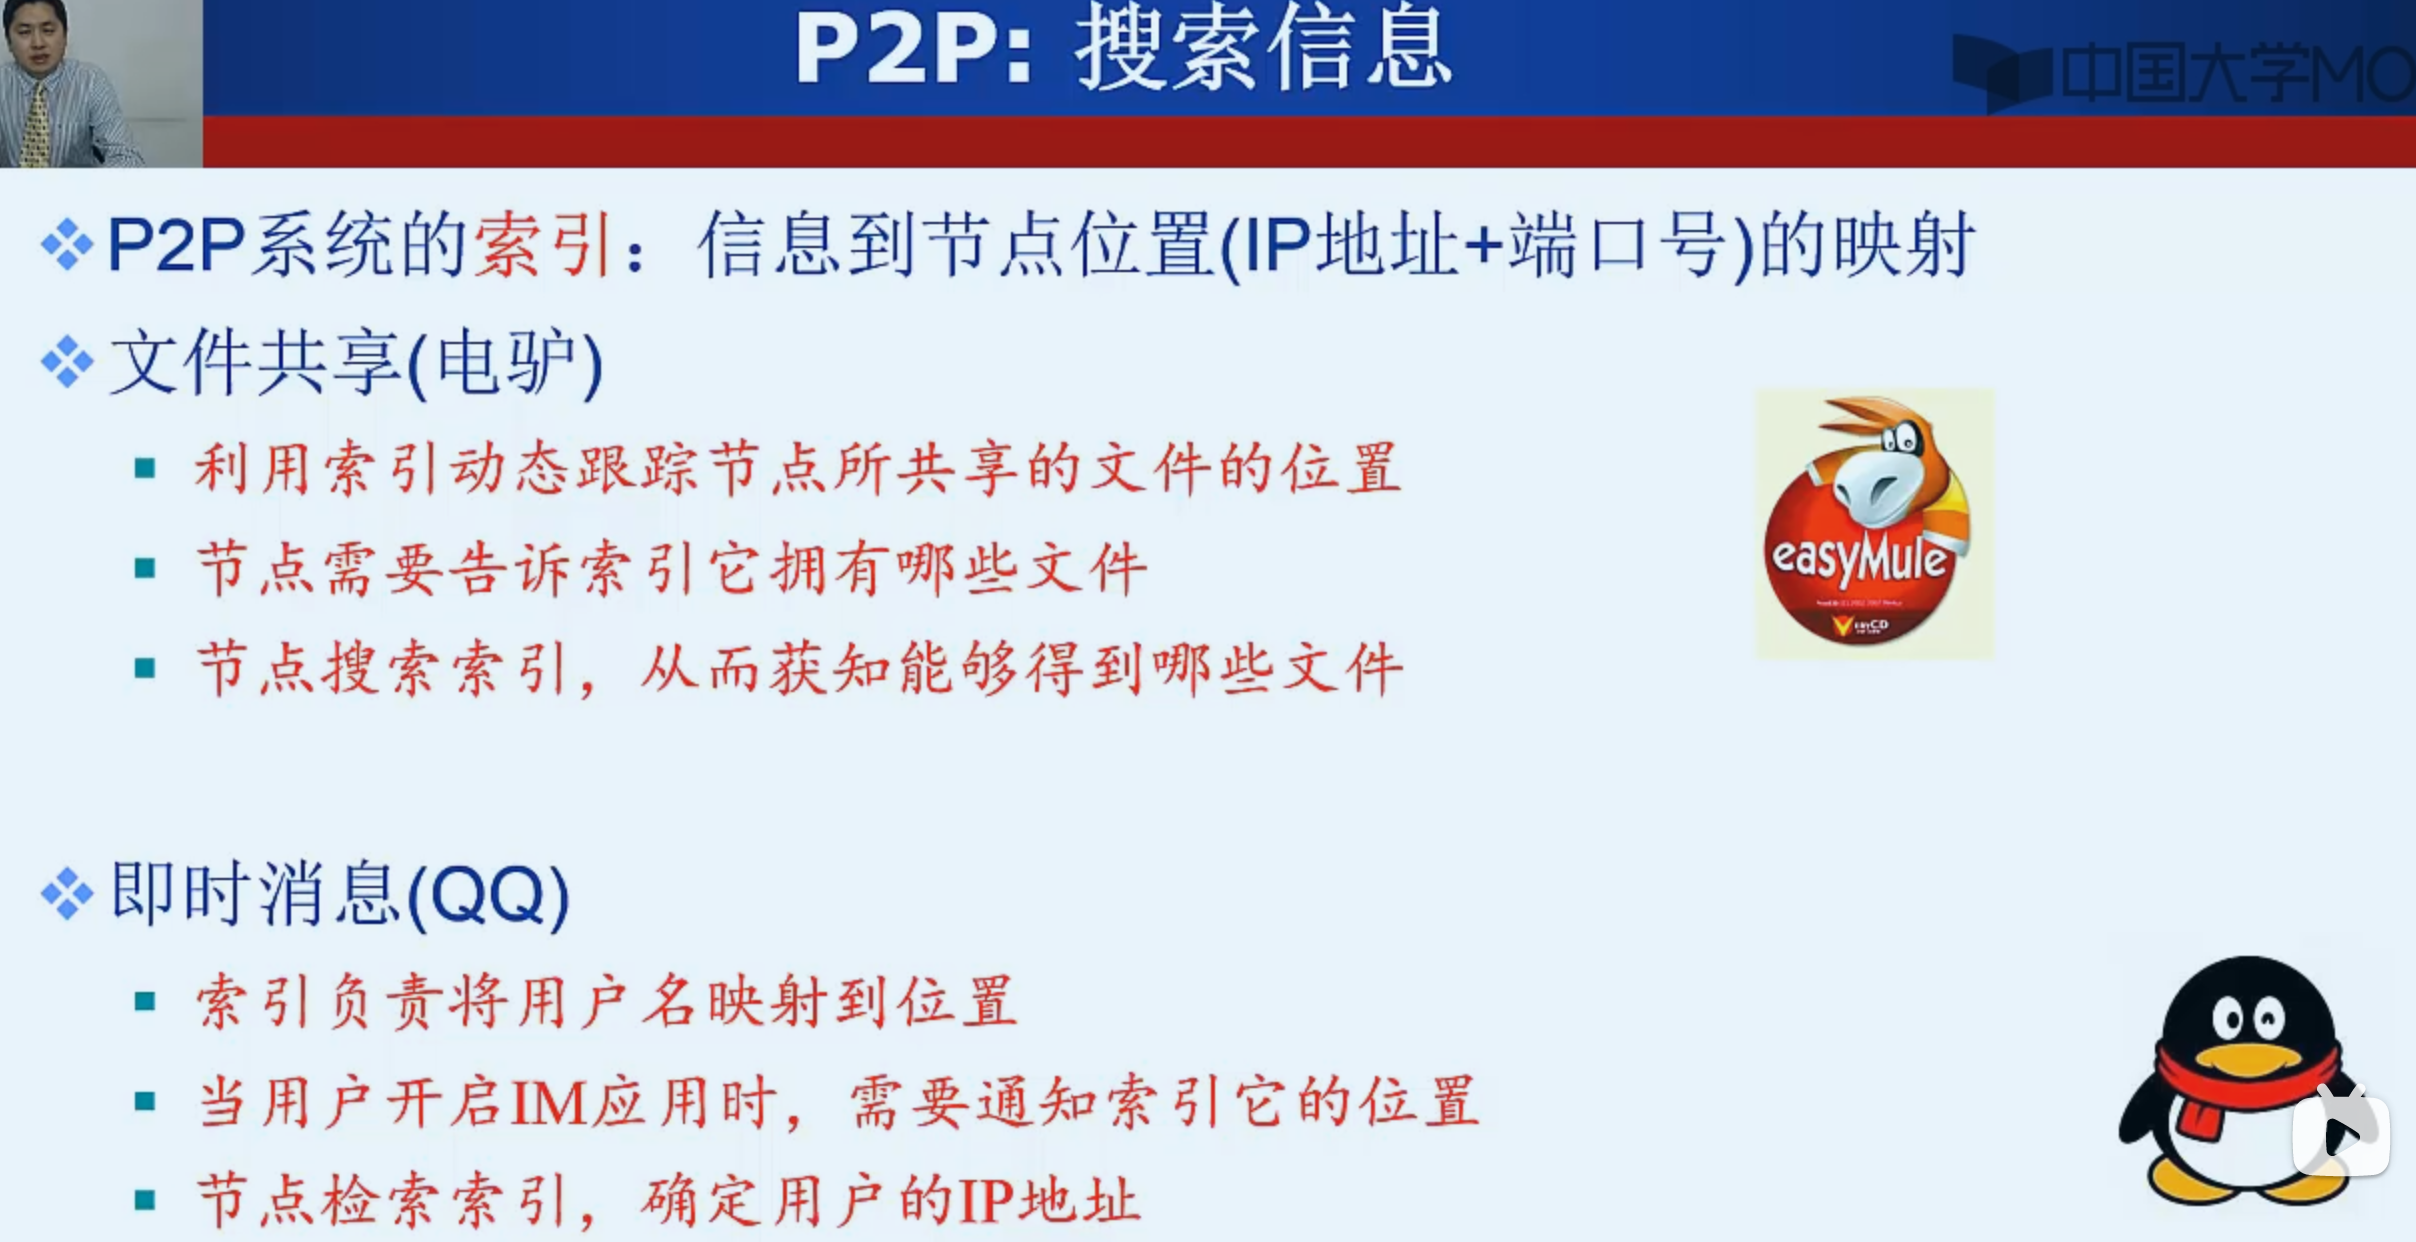 P2P: 搜索信息
中国大学MO
P2P系统的索引：信息到节点位置(IP地址+端口号)的映射
文件共享(电驴)
利用索引动态跟踪节点所共享的文件的位置
节点需要告诉索引它拥有哪些文件
节点搜索索引，从而获知能够得到哪些文件
easyMule
即时消息(QQ)
索引负责将用户名映射到位置
当用户开启IM应用时，需要通知索引它的位置
节点检索索引，确定用户的IP地址